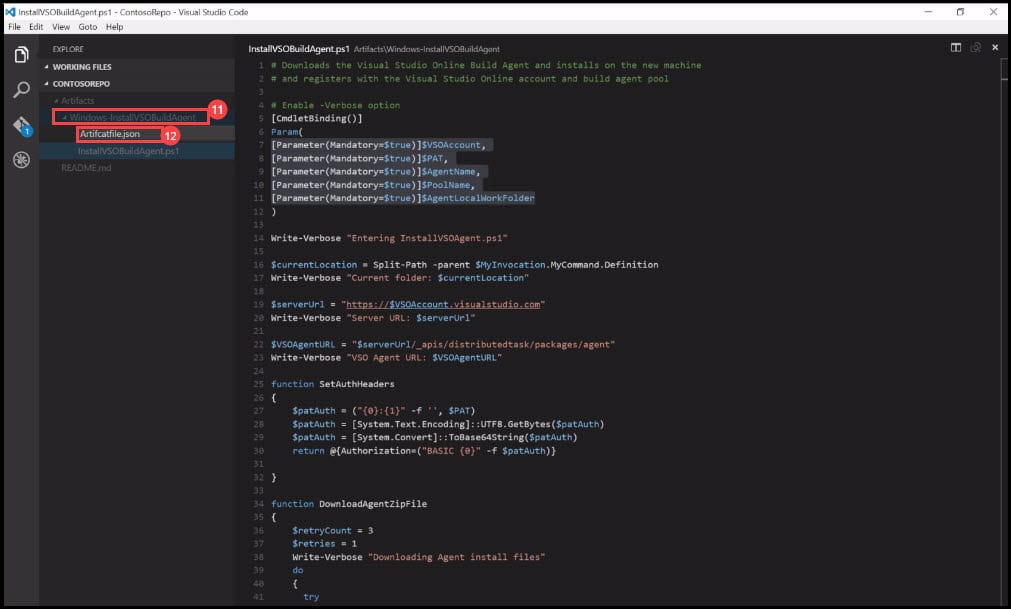 InstallVSOBuildAgent.ps1 - ContosoRepo - Visual Studio Code
File Edit View Goto Help
EXPLORE
WORKING FILES
CONTOSOREPO
Artifacts
Windows-InstallVSOBuildAgent
11
Artifcatfile.json
12
InstallVSOBuildAgent.ps1
README.md
1
InstallVSOBuildAgent.ps1 Artifacts\Windows-InstallVSOBuildAgent
1 # Downloads the Visual Studio Online Build Agent and installs on the new machine
2 # and registers with the Visual Studio Online account and build agent pool
3
4 # Enable -Verbose option
5 [CmdletBinding()]
6 Param(
7 [Parameter(Mandatory=$true)]$VSOAccount,
8 [Parameter(Mandatory=$true)]$PAT,
9 [Parameter(Mandatory=$true)]$AgentName,
10 [Parameter(Mandatory=$true)]$PoolName,
11 [Parameter(Mandatory=$true)]$AgentLocalWorkFolder
12 )
13
14 Write-Verbose "Entering InstallVSOAgent.ps1"
15
16 $currentLocation = Split-Path -parent $MyInvocation.MyCommand.Definition
17 Write-Verbose "Current folder: $currentLocation"
18
19 $serverUrl = "https://$VSOAccount.visualstudio.com"
20 Write-Verbose "Server URL: $serverUrl"
21
22 $VSOAgentURL = "$serverUrl/_apis/distributedtask/packages/agent"
23 Write-Verbose "VSO Agent URL: $VSOAgentURL"
24
25 function SetAuthHeaders
26 {
27 $patAuth = ("{0}:{1}" -f '', $PAT)
28 $patAuth = [System.Text.Encoding]::UTF8.GetBytes($patAuth)
29 $patAuth = [System.Convert]::ToBase64String($patAuth)
30 return @{Authorization=("BASIC {0}" -f $patAuth)}
31
32 }
33
34 function DownloadAgentZipFile
35 {
36 $retryCount = 3
37 $retries = 1
38 Write-Verbose "Downloading Agent install files"
39 do
40 {
41 try